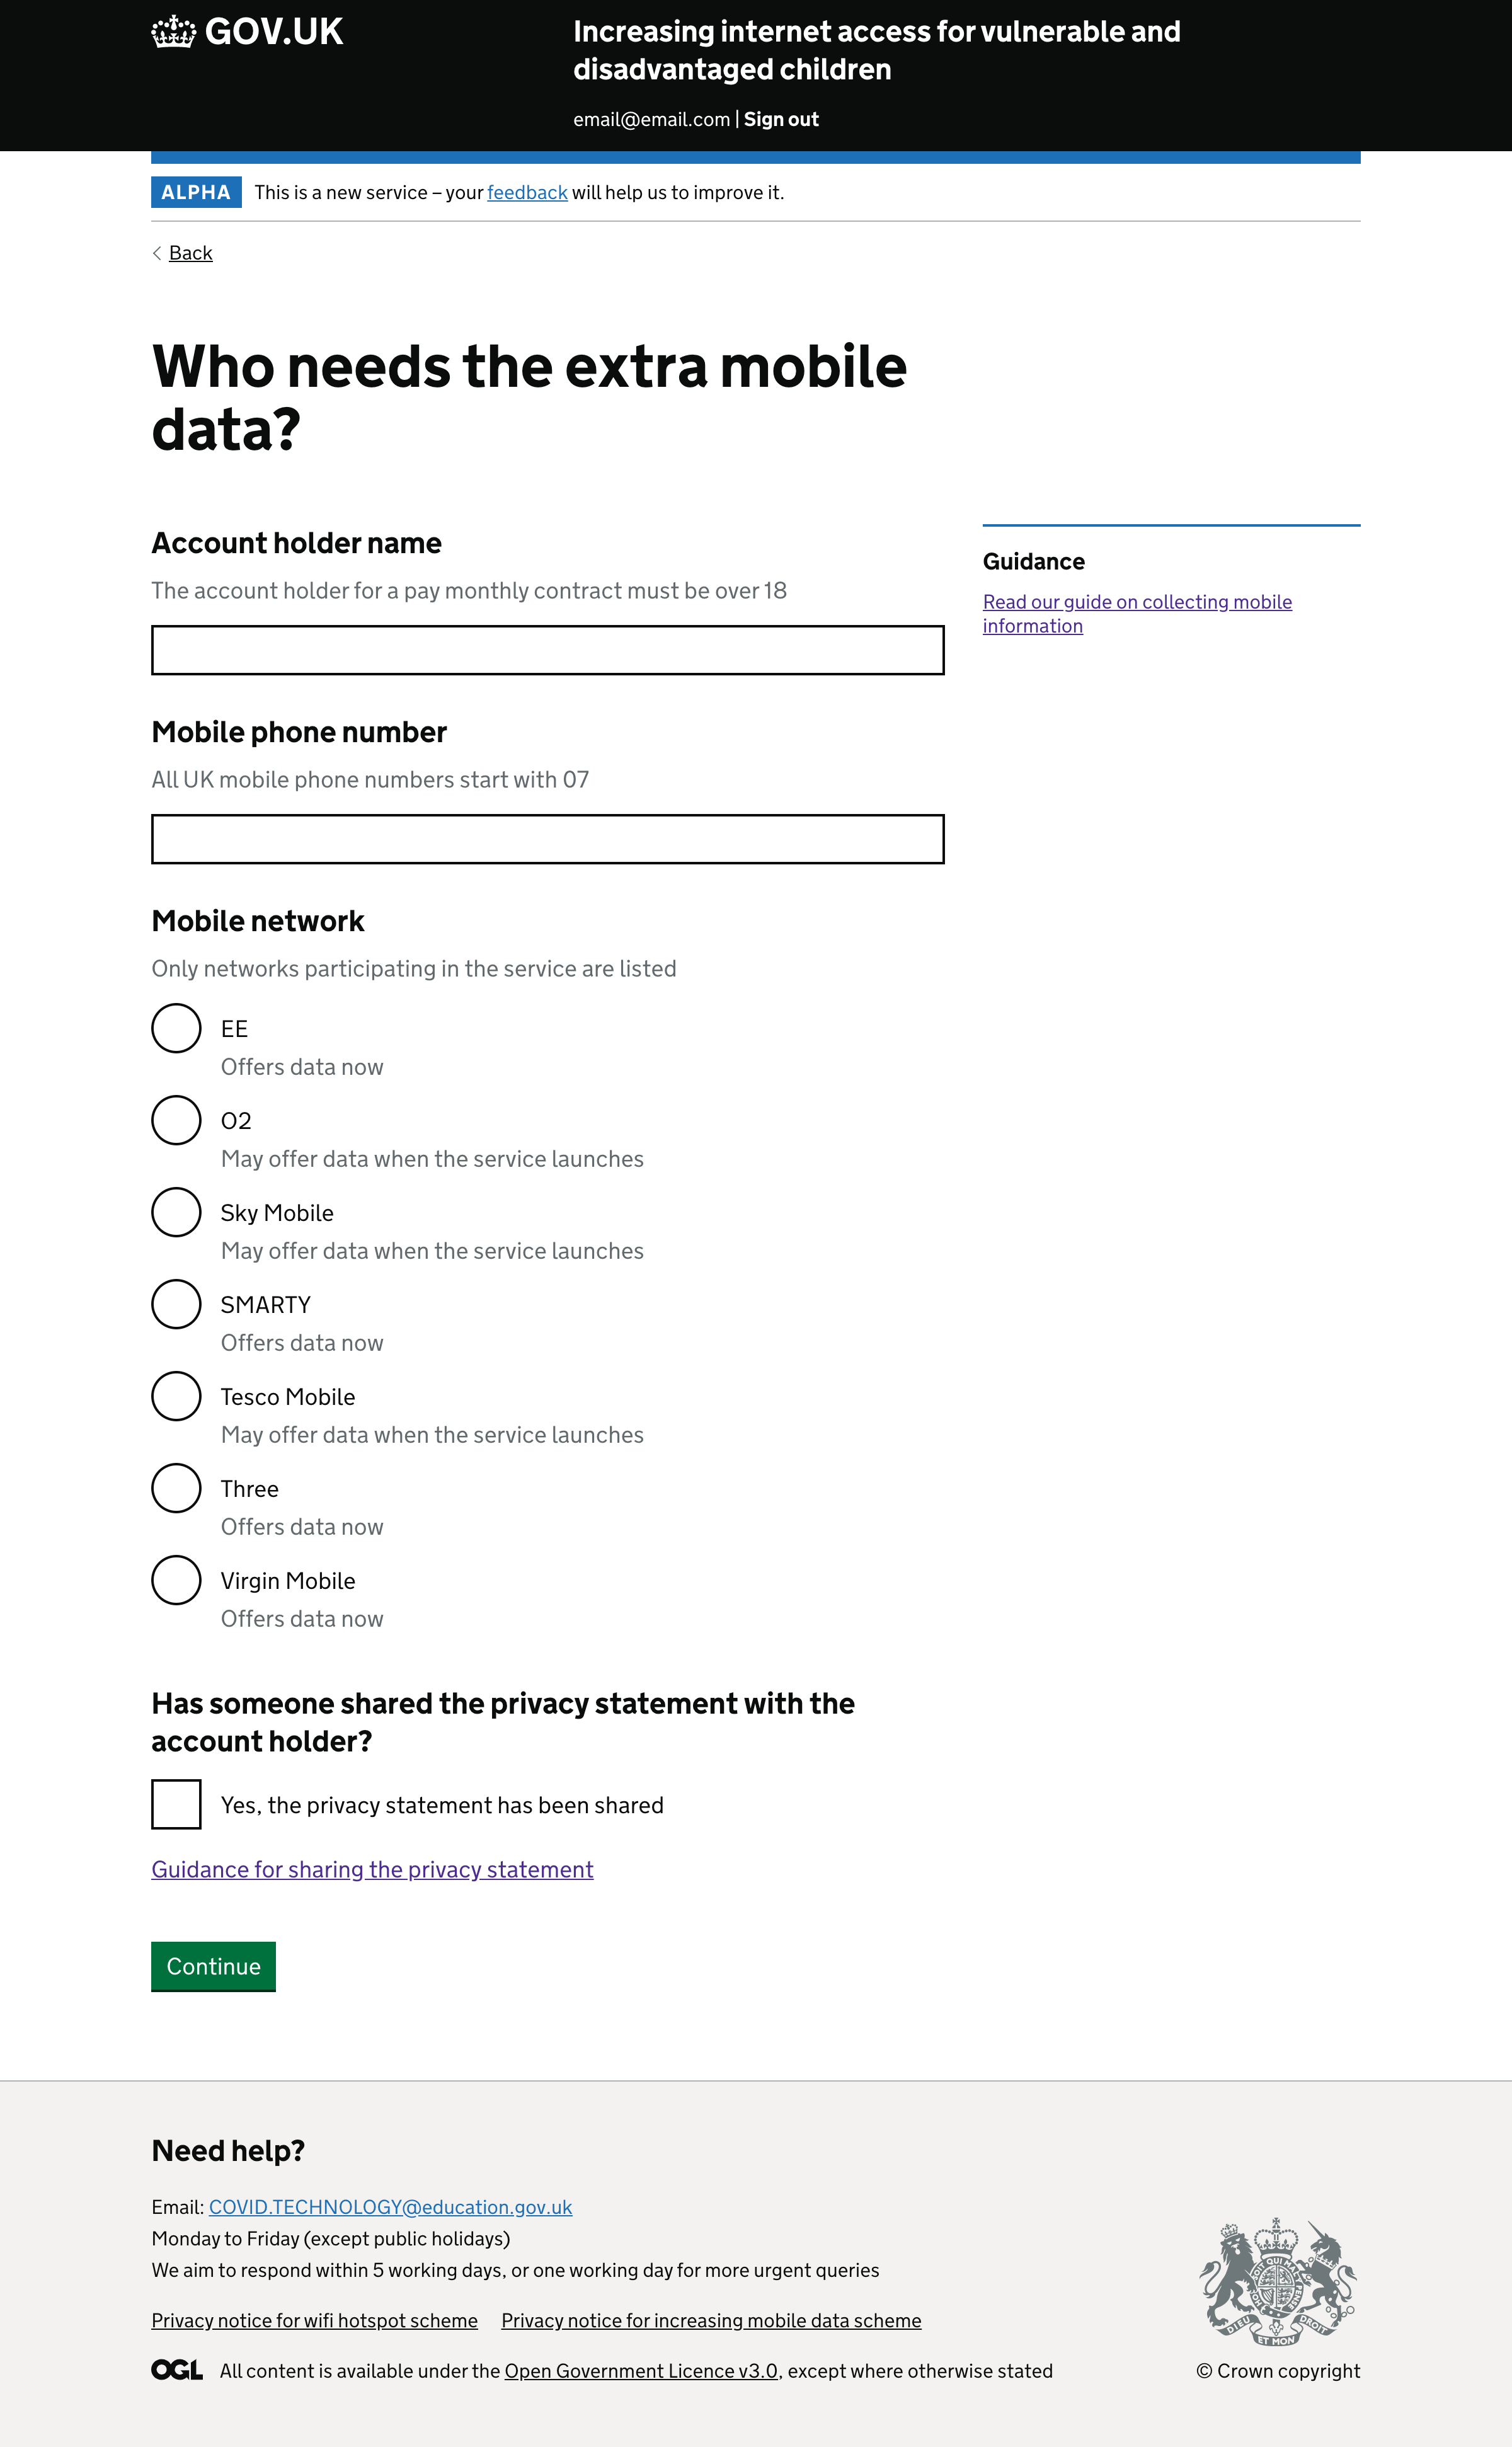 GOV.UK
Increasing internet access for vulnerable and
disadvantaged children
email@email.com | Sign out
ALPHA This is a new service – your feedback will help us to improve it.
Back
Who needs the extra mobile
data?
Account holder name
The account holder for a pay monthly contract must be over 18
Guidance
Read our guide on collecting mobile
information
Mobile phone number
All UK mobile phone numbers start with 07
Mobile network
Only networks participating in the service are listed
EE
Offers data now
O2
May offer data when the service launches
Sky Mobile
May offer data when the service launches
SMARTY
Offers data now
Tesco Mobile
May offer data when the service launches
Three
Offers data now
Virgin Mobile
Offers data now
Has someone shared the privacy statement with the
account holder?
Yes, the privacy statement has been shared
Guidance for sharing the privacy statement
Continue
Need help?
Email: COVID.TECHNOLOGY@education.gov.uk
Monday to Friday (except public holidays)
We aim to respond within 5 working days, or one working day for more urgent queries
Privacy notice for wifi hotspot scheme Privacy notice for increasing mobile data scheme
OGL All content is available under the Open Government Licence v3.0, except where otherwise stated
DIEU ET MON DROIT
© Crown copyright